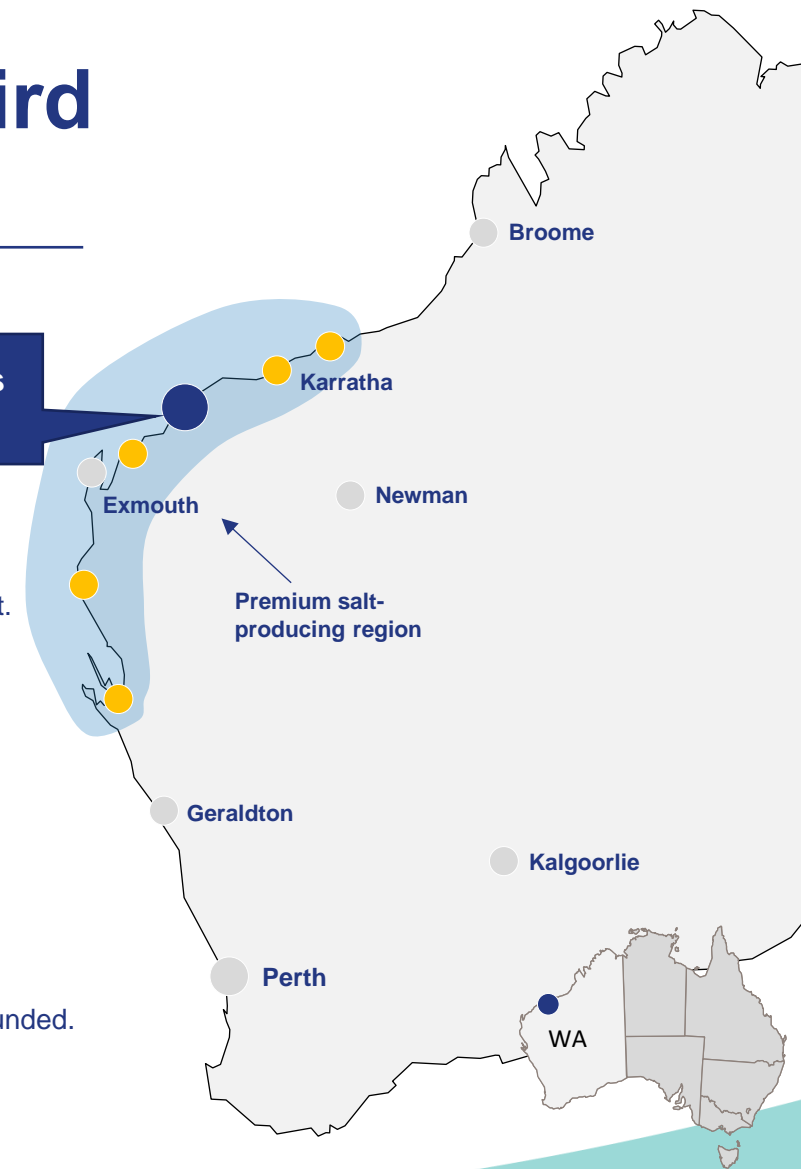 ird
Broome
s
Karratha
Newman
Exmouth
t.
Premium salt-
producing region
Geraldton
Kalgoorlie
Perth
unded.
WA